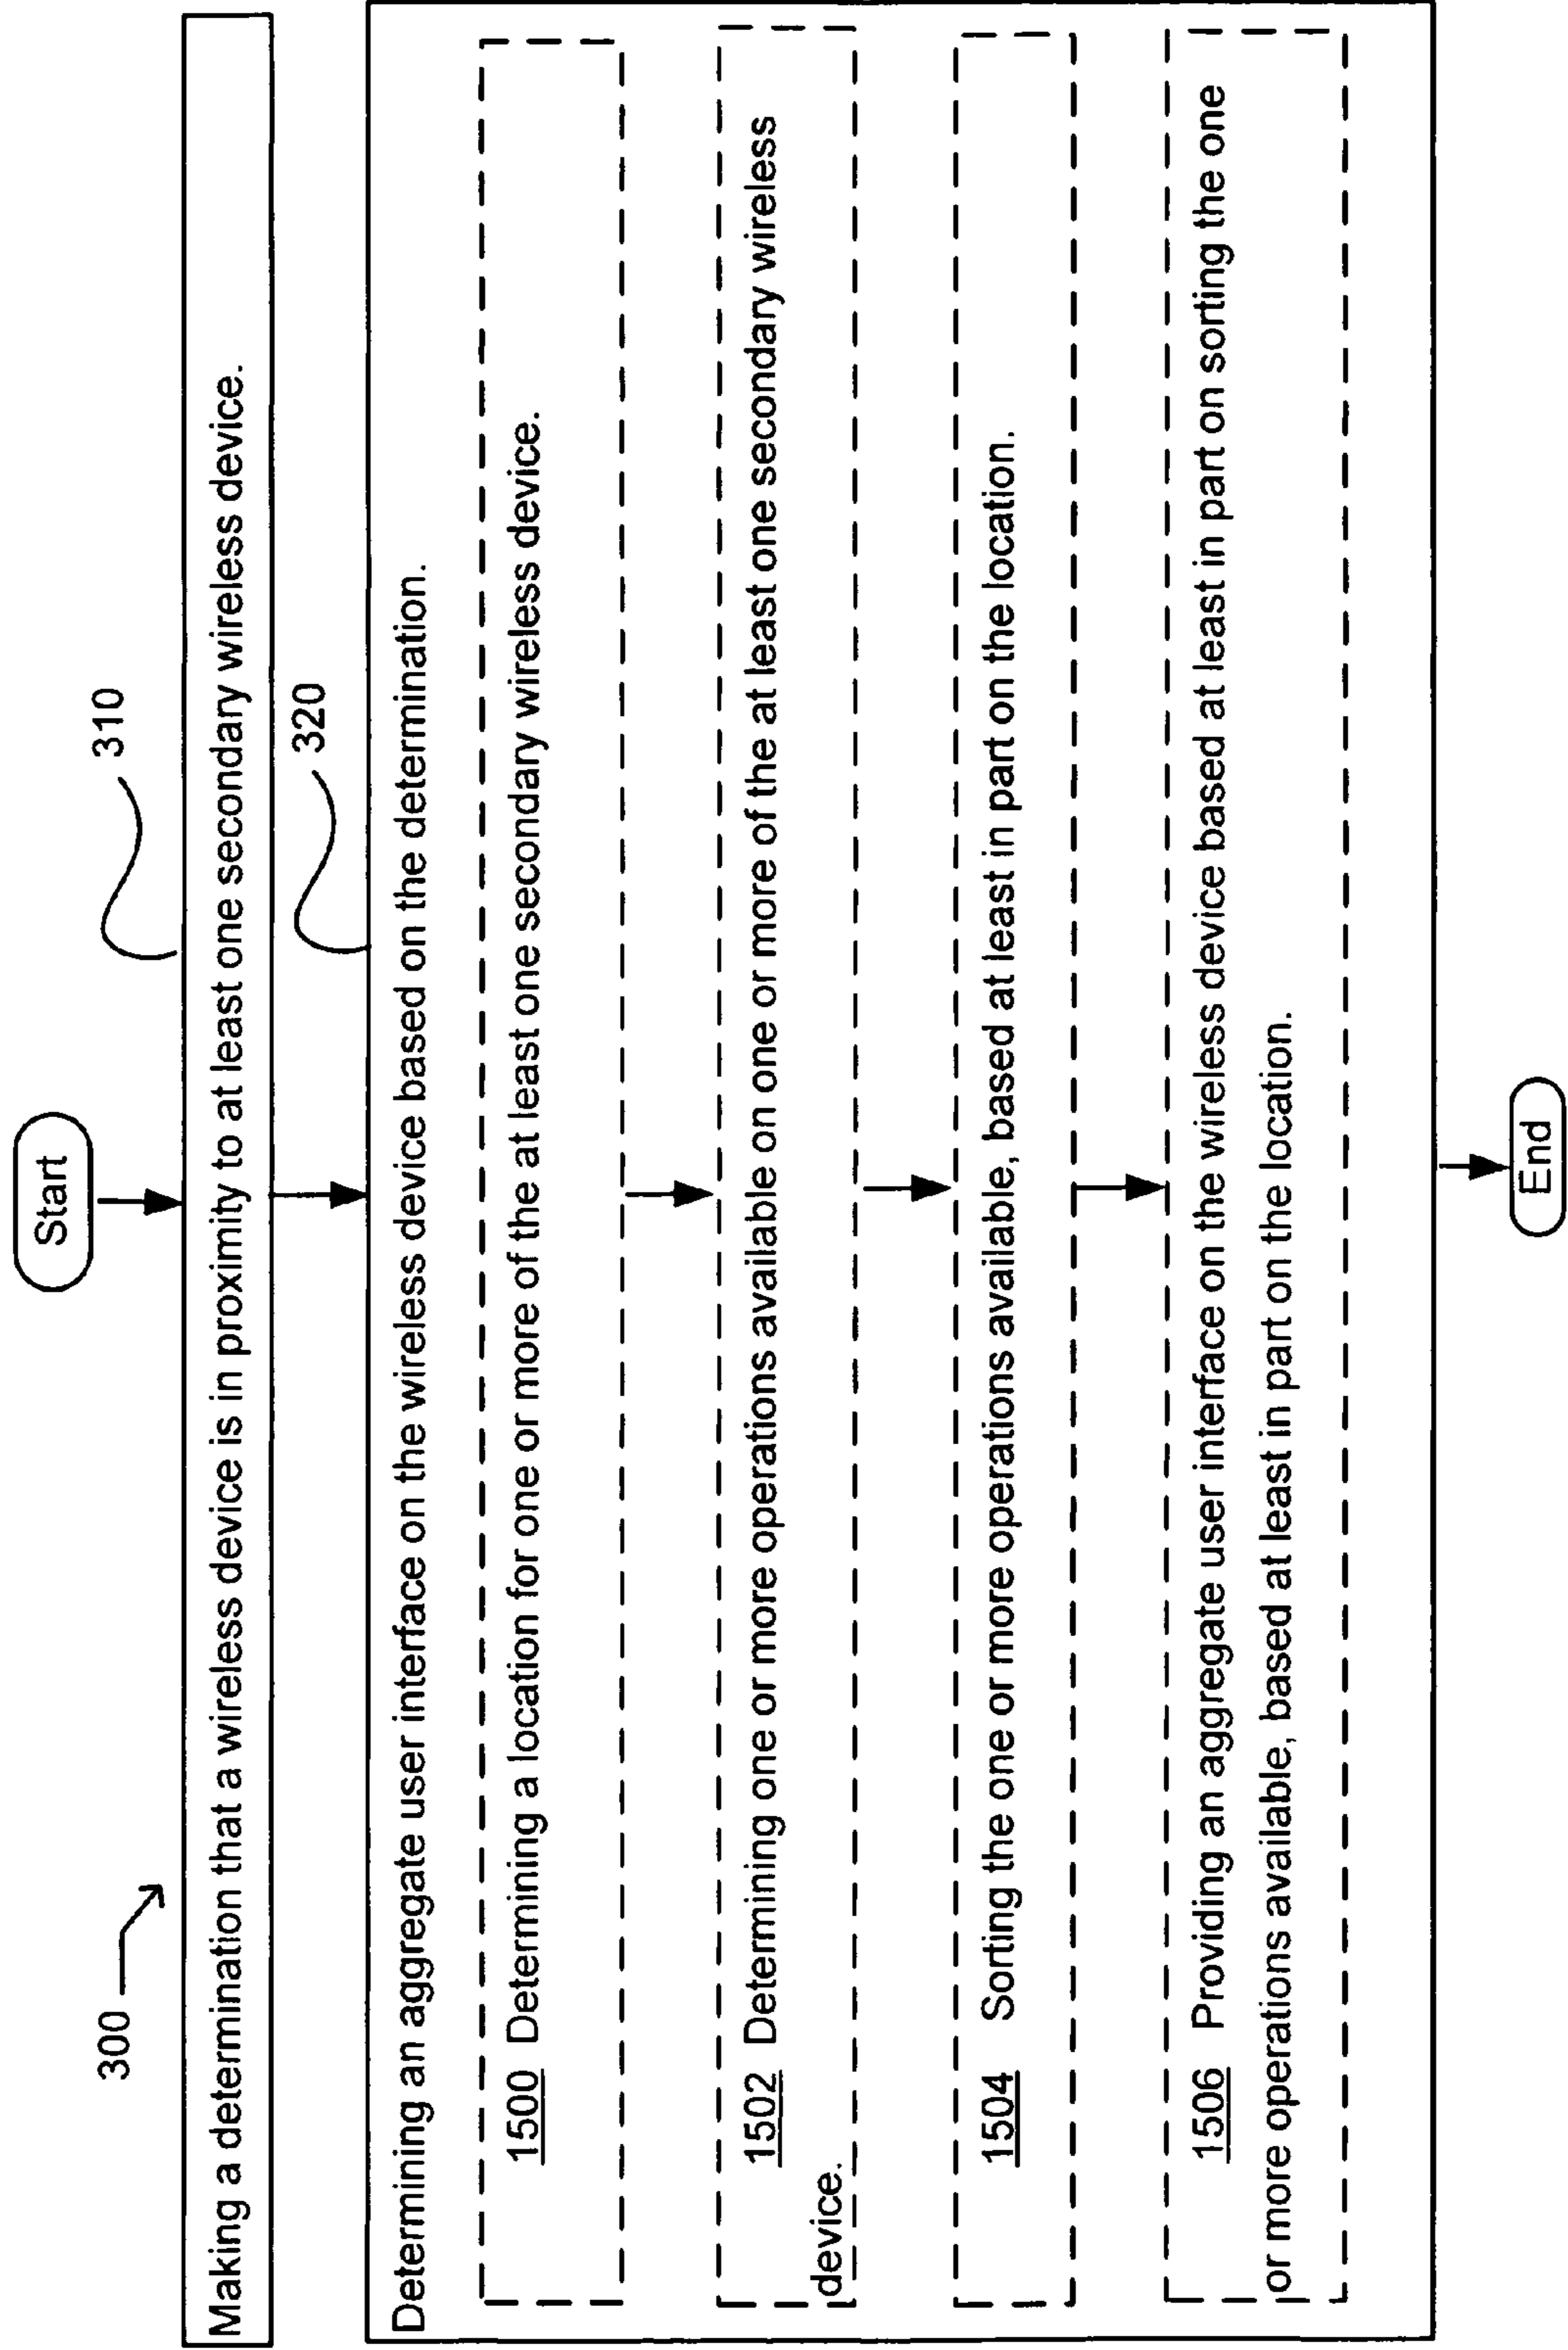 300
Start
310
Making a determination that a wireless device is in proximity to at least one secondary wireless device.
320
Determining an aggregate user interface on the wireless device based on the determination.
1500 Determining a location for one or more of the at least one secondary wireless device.
1502 Determining one or more operations available on one or more of the at least one secondary wireless
device.
1504 Sorting the one or more operations available, based at least in part on the location.
1506 Providing an aggregate user interface on the wireless device based at least in part on sorting the one
or more operations available, based at least in part on the location.
End